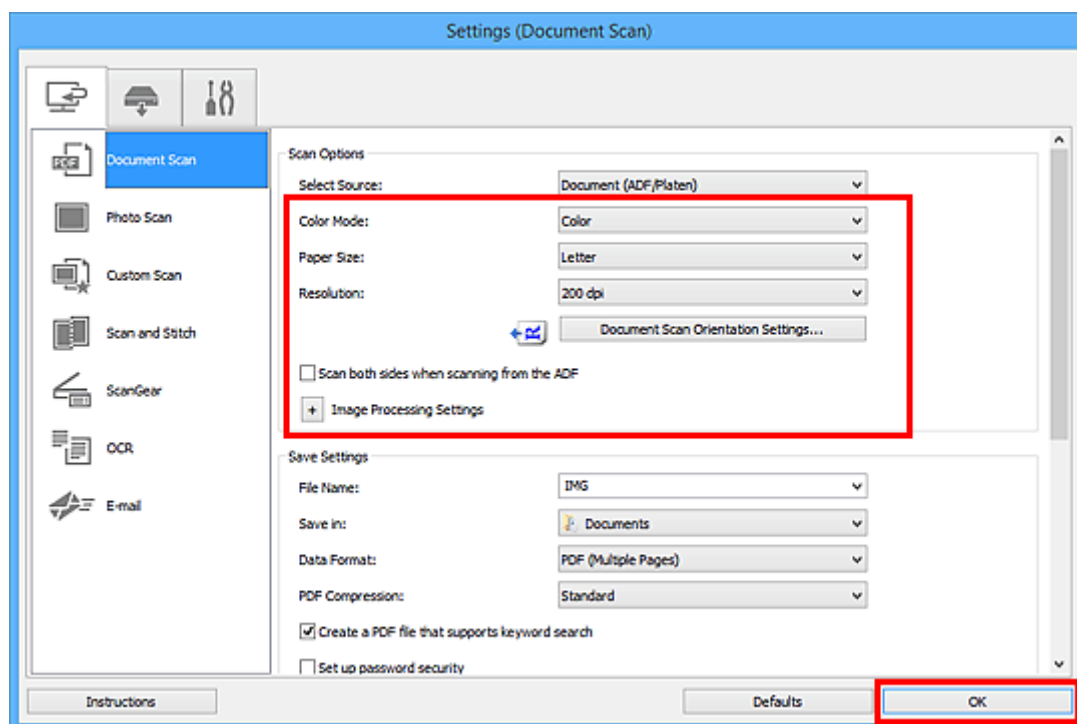 Settings (Document Scan)
PDF
Document Scan
Photo Scan
Custom Scan
Scan and Stitch
ScanGear
OCR
E-mail
Scan Options
Select Source: Document (ADF/Platen)
Color Mode: Color
Paper Size: Letter
Resolution: 200 dpi
R Document Scan Orientation Settings...
Scan both sides when scanning from the ADF
+ Image Processing Settings
Save Settings
File Name: IMG
Save in: Documents
Data Format: PDF (Multiple Pages)
PDF Compression: Standard
Create a PDF file that supports keyword search
Set up password security
Instructions Defaults OK